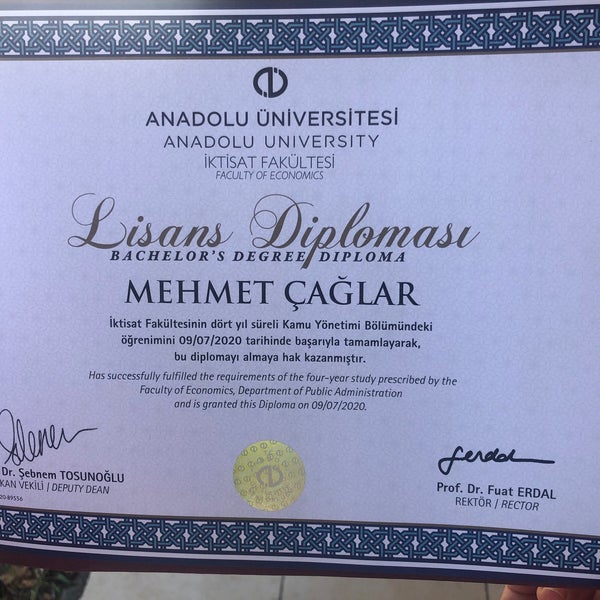 ANADOLU ÜNİVERSİTESİ
ANADOLU UNIVERSITY
İKTİSAT FAKÜLTESİ
FACULTY OF ECONOMICS
Lisans Diploması
BACHELOR'S DEGREE DIPLOMA
MEHMET ÇAĞLAR
İktisat Fakültesinin dört yıl süreli Kamu Yönetimi Bölümündeki
öğrenimini 09/07/2020 tarihinde başarıyla tamamlayarak,
bu diplomayı almaya hak kazanmıştır.
Has successfully fulfilled the requirements of the four-year study prescribed by the
Faculty of Economics, Department of Public Administration
and is granted this Diploma on 09/07/2020.
Dr. Şebnem TOSUNOĞLU
KAN VEKİLİ / DEPUTY DEAN
20-89556
Prof. Dr. Fuat ERDAL
REKTÖR / RECTOR